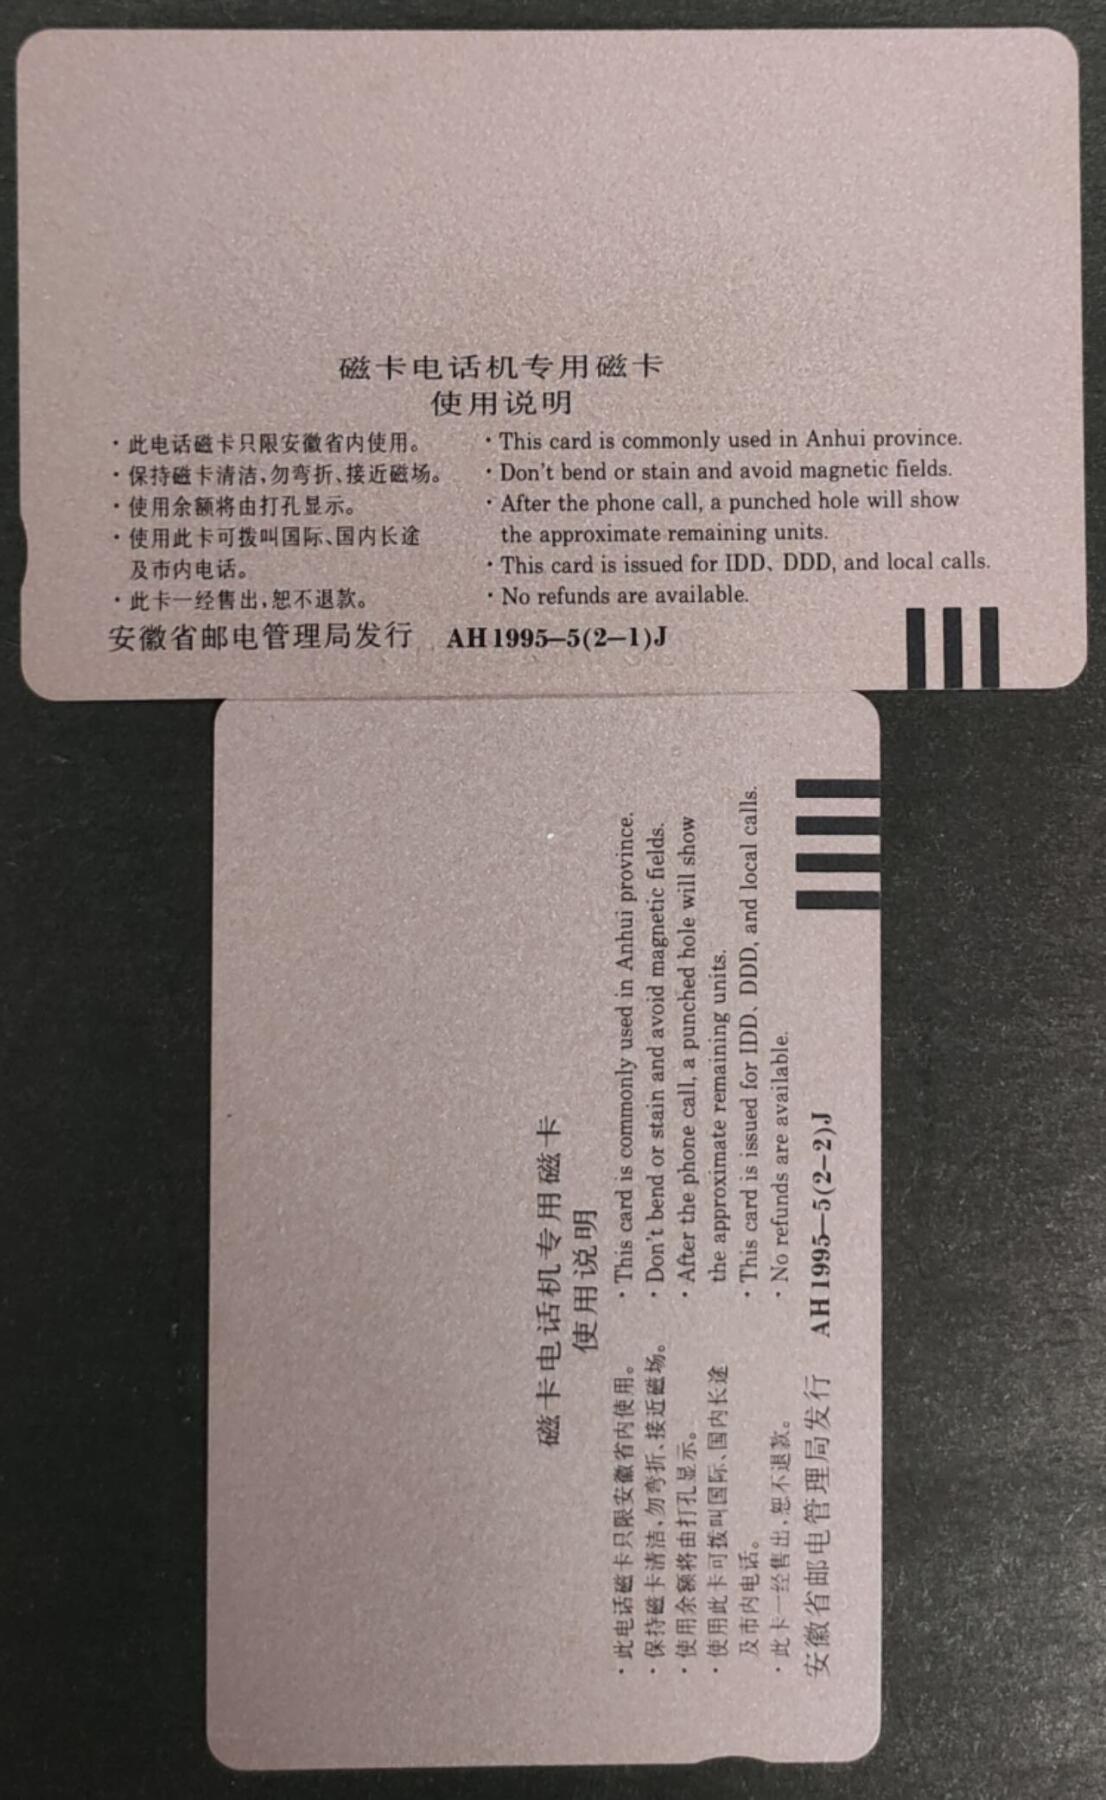 磁卡电话机专用磁卡
使用说明
·此电话磁卡只限安徽省内使用。
·保持磁卡清洁,勿弯折、接近磁场。
·使用余额将由打孔显示。
·使用此卡可拨叫国际、国内长途
及市内电话。
·此卡一经售出,恕不退款。
·This card is commonly used in Anhui province.
·Don't bend or stain and avoid magnetic fields.
·After the phone call, a punched hole will show
the approximate remaining units.
·This card is issued for IDD、DDD, and local calls.
·No refunds are available.
安徽省邮电管理局发行 AH1995—5(2—1)J
磁卡电话机专用磁卡
使用说明
·此电话磁卡只限安徽省内使用。
·保持磁卡清洁,勿弯折、接近磁场。
·使用余额将由打孔显示。
·使用此卡可拨叫国际、国内长途
及市内电话。
·此卡一经售出,恕不退款。
·This card is commonly used in Anhui province.
·Don't bend or stain and avoid magnetic fields.
·After the phone call, a punched hole will show
the approximate remaining units.
·This card is issued for IDD、DDD, and local calls.
·No refunds are available.
安徽省邮电管理局发行 AH1995—5(2—2)J